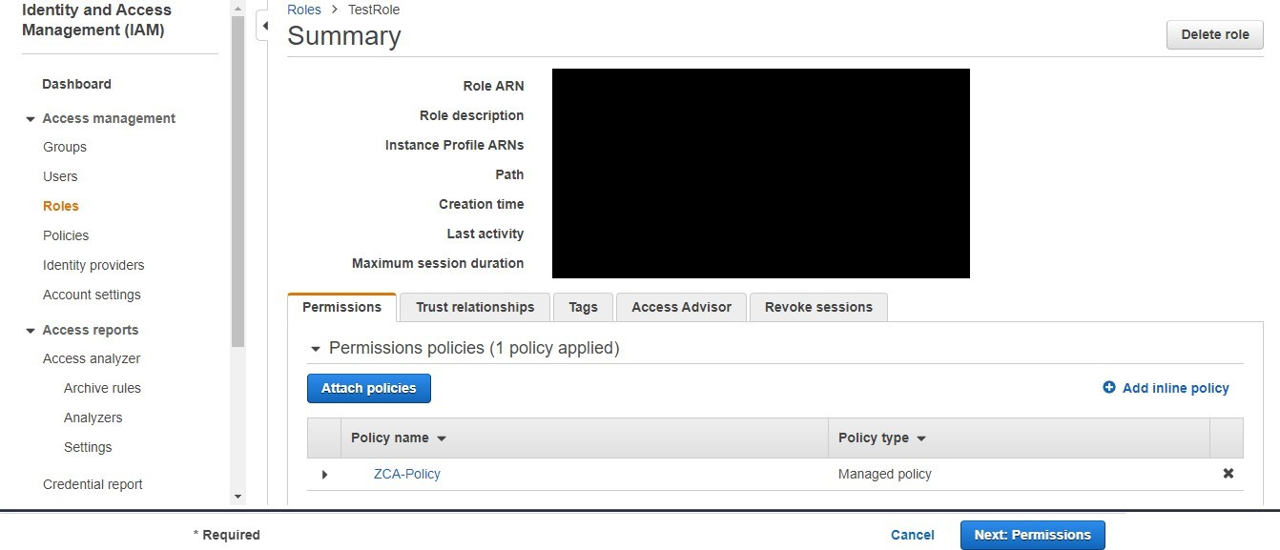 Identity and Access
Management (IAM)
Dashboard
Access management
Groups
Users
Roles
Policies
Identity providers
Account settings
Access reports
Access analyzer
Archive rules
Analyzers
Settings
Credential report
Roles > TestRole
Summary
Delete role
Role ARN
Role description
Instance Profile ARNs
Path
Creation time
Last activity
Maximum session duration
Permissions Trust relationships Tags Access Advisor Revoke sessions
Permissions policies (1 policy applied)
Attach policies Add inline policy
Policy name Policy type
ZCA-Policy Managed policy
* Required Cancel Next: Permissions